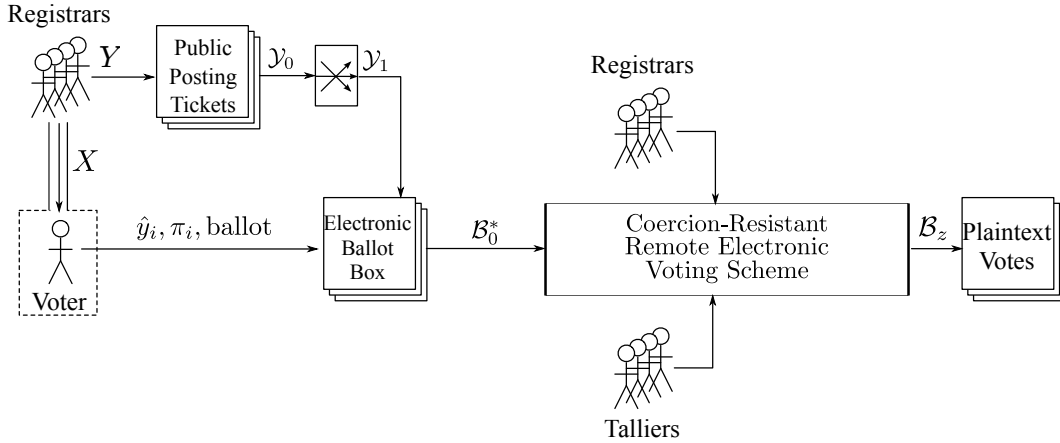 Registrars
Y
Public
Posting
Tickets
𝒴₀
𝒴₁
X
Voter
ŷᵢ, πᵢ, ballot
Electronic
Ballot
Box
ℬ₀*
Registrars
Coercion-Resistant
Remote Electronic
Voting Scheme
Talliers
ℬ_z
Plaintext
Votes